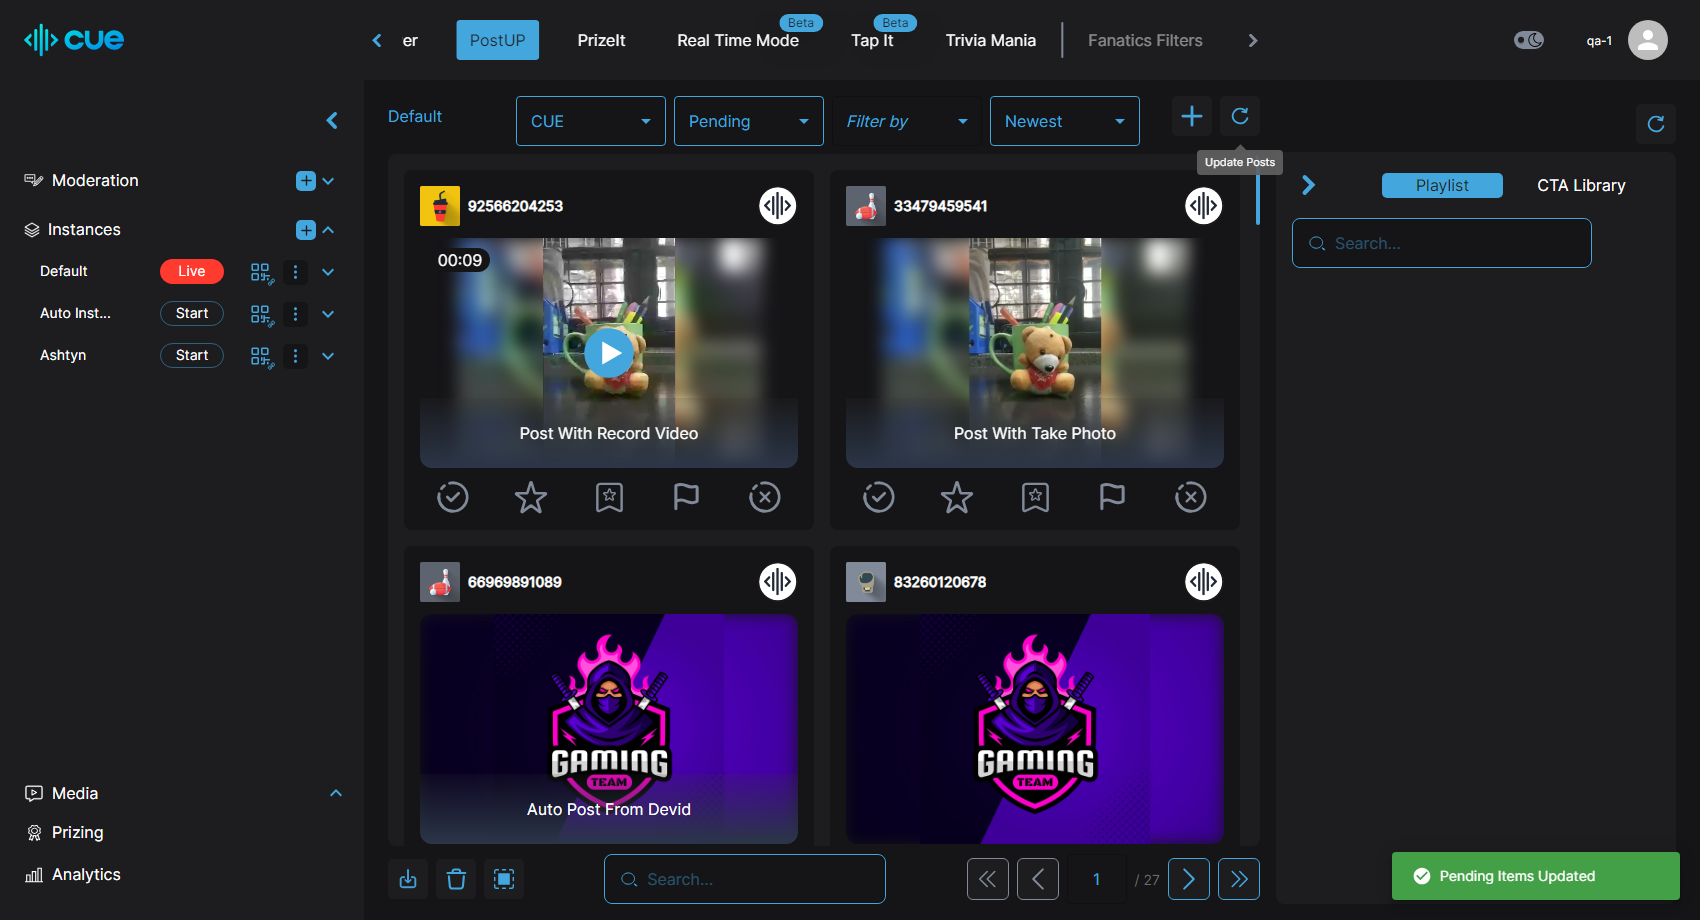 cue
er
PostUP
PrizeIt
Real Time Mode
Beta
Tap It
Beta
Trivia Mania
Fanatics Filters
qa-1
Default
CUE
Pending
Filter by
Newest
Update Posts
Moderation
Instances
Default
Live
Auto Inst...
Start
Ashtyn
Start
Media
Prizing
Analytics
92566204253
00:09
Post With Record Video
33479459541
Post With Take Photo
66969891089
GAMING
TEAM
Auto Post From Devid
83260120678
GAMING
TEAM
Search...
1
/ 27
Playlist
CTA Library
Search...
Pending Items Updated